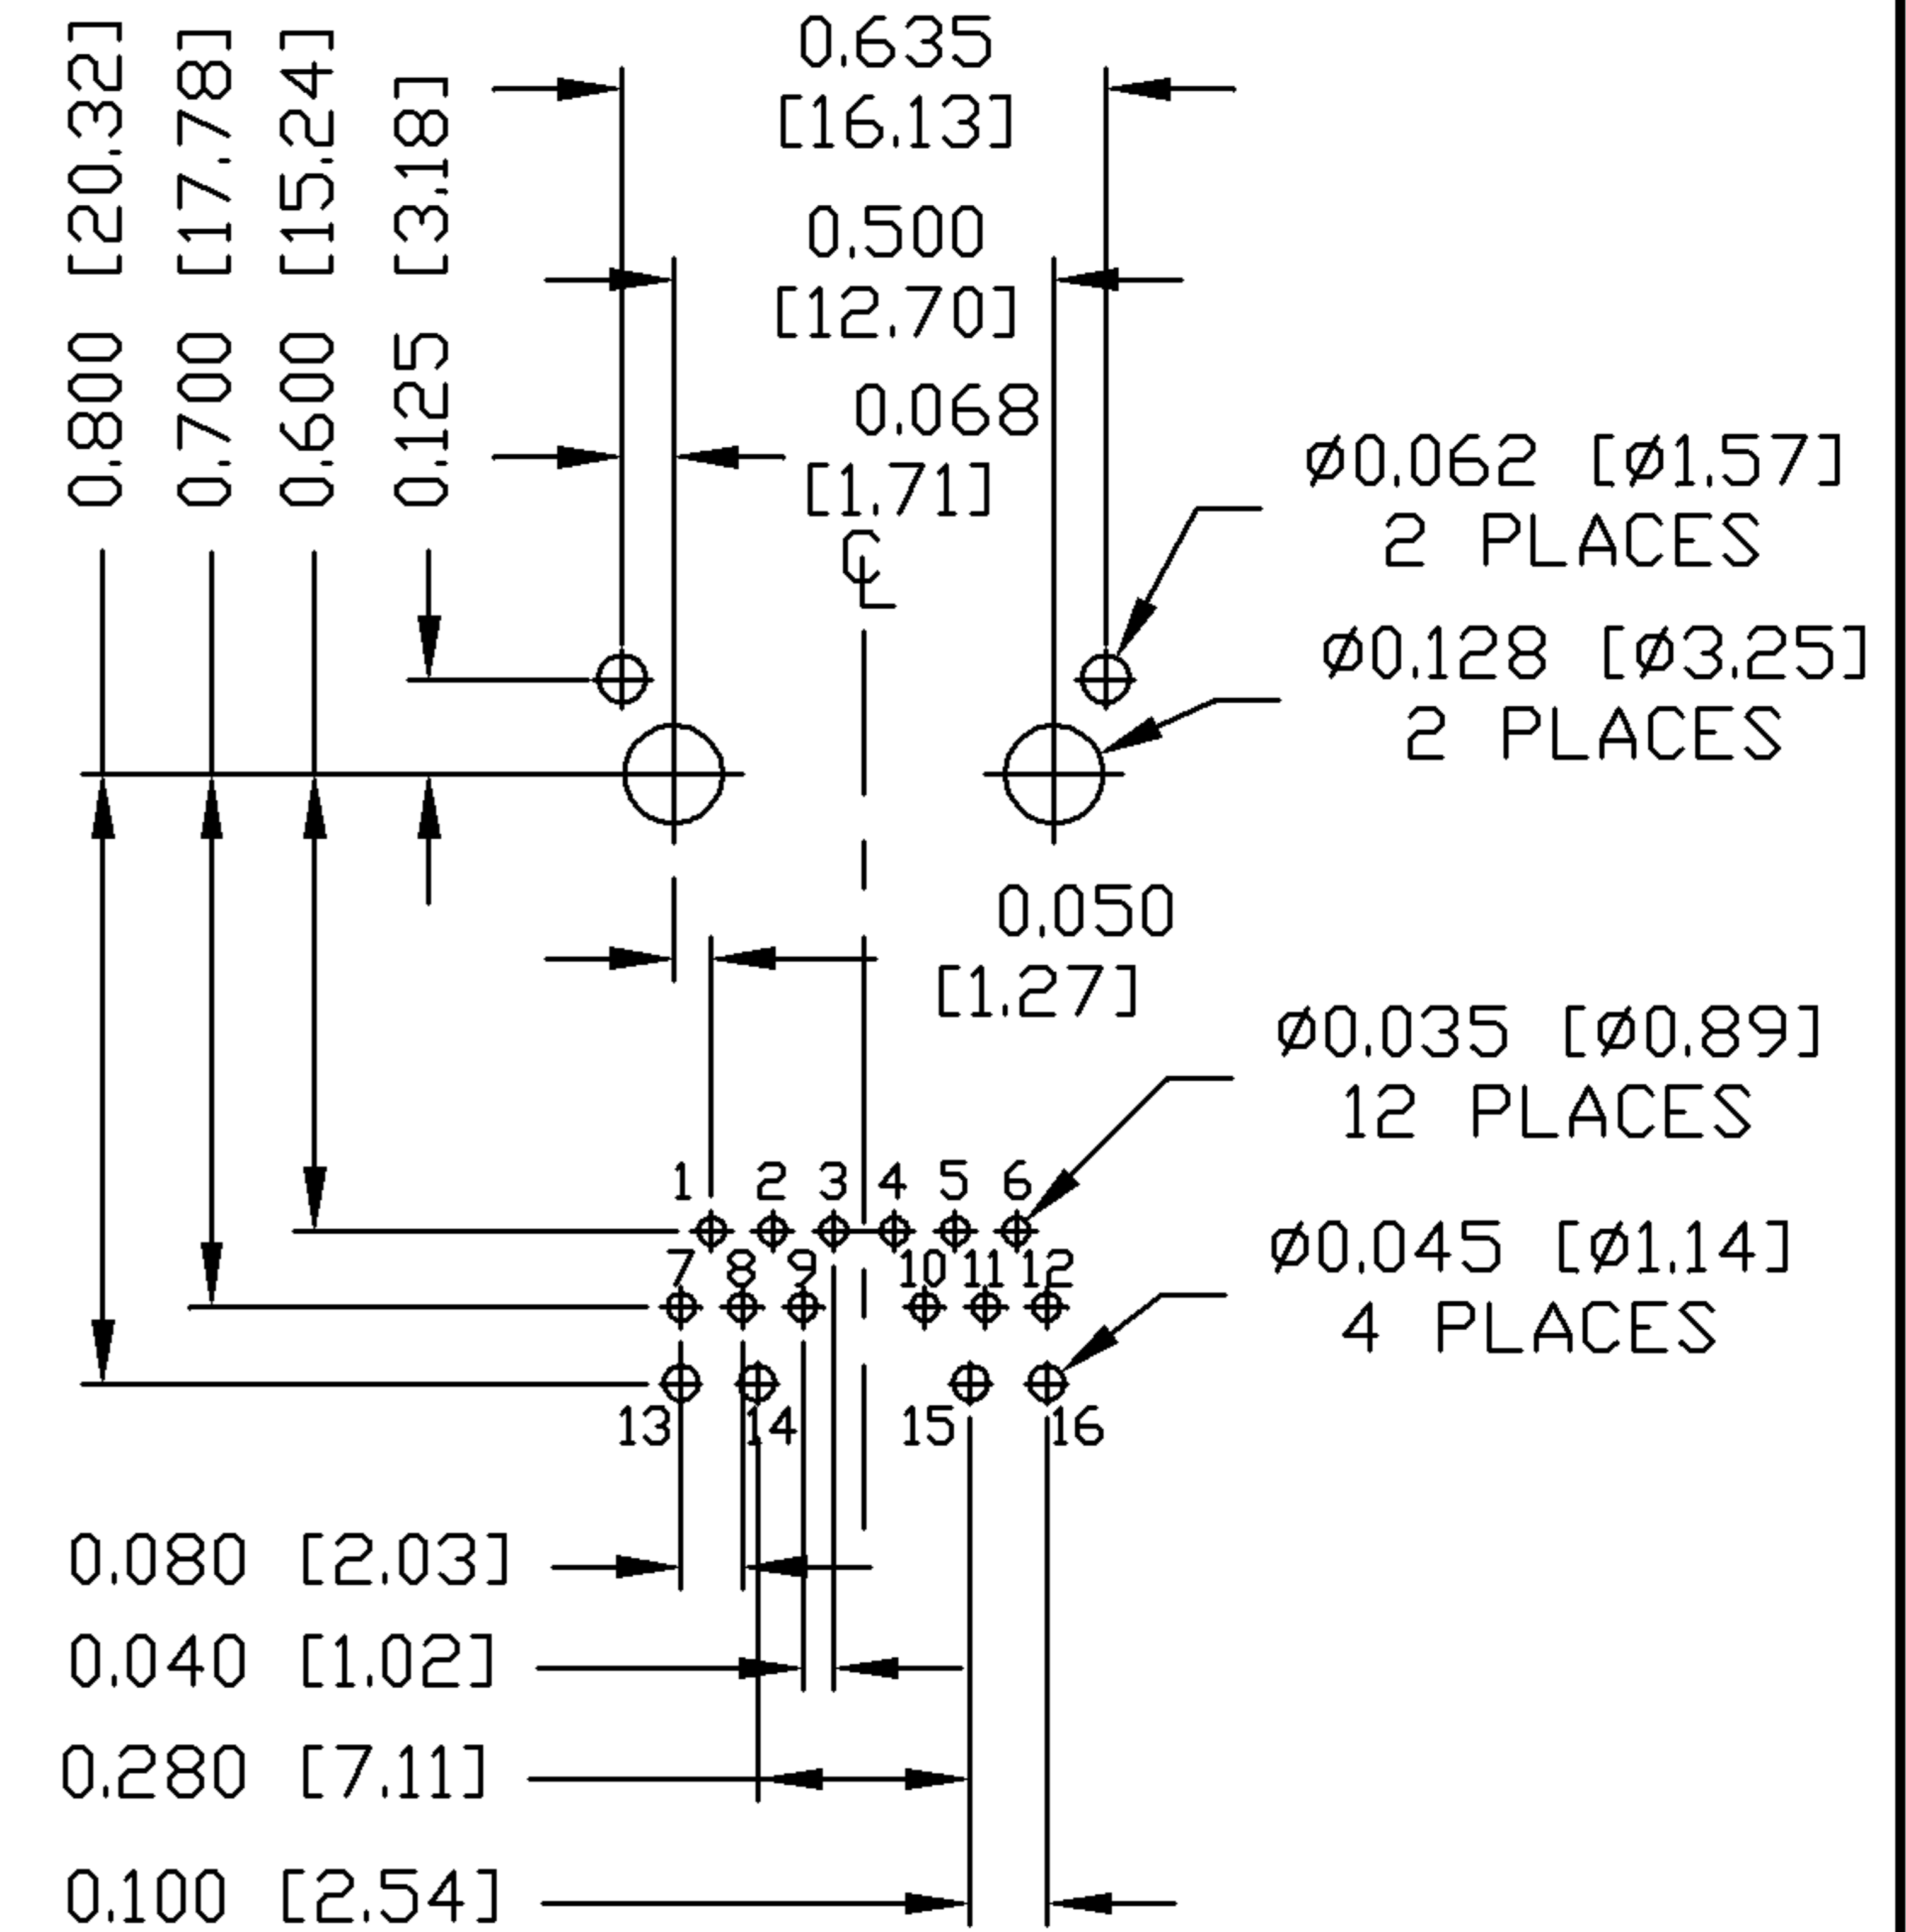 0.800 [20.32]
0.700 [17.78]
0.600 [15.24]
0.125 [3.18]
0.635
[16.13]
0.500
[12.70]
0.068
[1.71]
℄
ø0.062 [ø1.57]
2 PLACES
ø0.128 [ø3.25]
2 PLACES
0.050
[1.27]
ø0.035 [ø0.89]
12 PLACES
1 2 3 4 5 6
ø0.045 [ø1.14]
4 PLACES
7 8 9 10 11 12
13 14 15 16
0.080 [2.03]
0.040 [1.02]
0.280 [7.11]
0.100 [2.54]